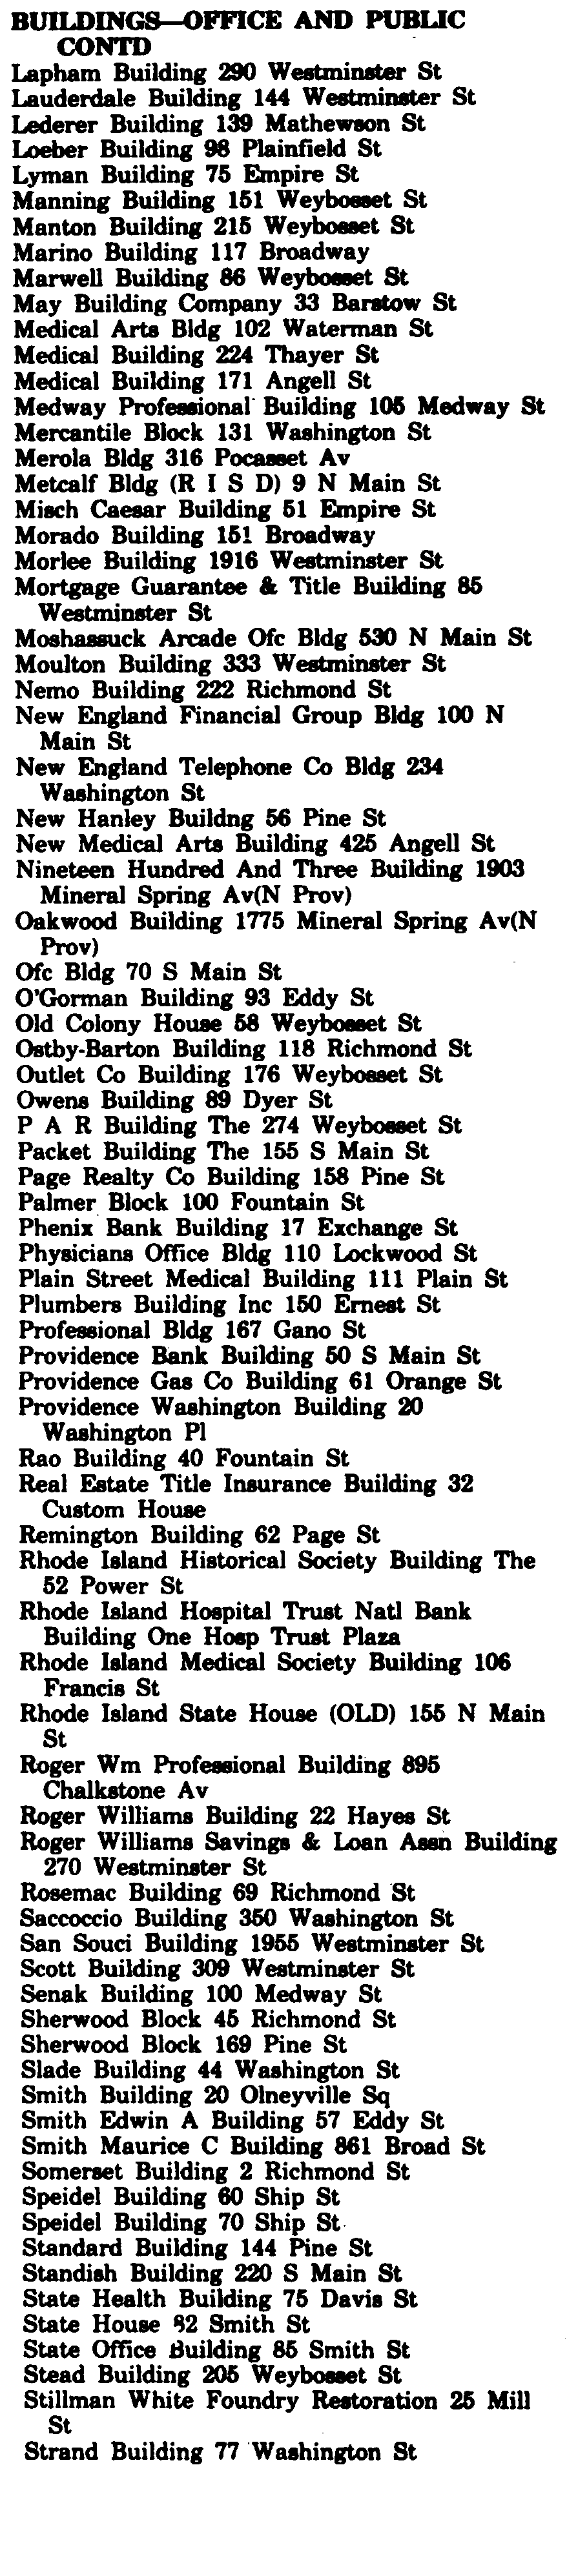 BUILDINGS—OFFICE AND PUBLIC
CONTD
Lapham Building 290 Westminster St
Lauderdale Building 144 Westminster St
Lederer Building 139 Mathewson St
Loeber Building 98 Plainfield St
Lyman Building 75 Empire St
Manning Building 151 Weybosset St
Manton Building 215 Weybosset St
Marino Building 117 Broadway
Marwell Building 86 Weybosset St
May Building Company 33 Barstow St
Medical Arts Bldg 102 Waterman St
Medical Building 224 Thayer St
Medical Building 171 Angell St
Medway Professional Building 105 Medway St
Mercantile Block 131 Washington St
Merola Bldg 316 Pocasset Av
Metcalf Bldg (R I S D) 9 N Main St
Misch Caesar Building 51 Empire St
Morado Building 151 Broadway
Morlee Building 1916 Westminster St
Mortgage Guarantee & Title Building 85
Westminster St
Moshassuck Arcade Ofc Bldg 530 N Main St
Moulton Building 333 Westminster St
Nemo Building 222 Richmond St
New England Financial Group Bldg 100 N
Main St
New England Telephone Co Bldg 234
Washington St
New Hanley Buildng 56 Pine St
New Medical Arts Building 425 Angell St
Nineteen Hundred And Three Building 1903
Mineral Spring Av(N Prov)
Oakwood Building 1775 Mineral Spring Av(N
Prov)
Ofc Bldg 70 S Main St
O'Gorman Building 93 Eddy St
Old Colony House 58 Weybosset St
Ostby-Barton Building 118 Richmond St
Outlet Co Building 176 Weybosset St
Owens Building 89 Dyer St
P A R Building The 274 Weybosset St
Packet Building The 155 S Main St
Page Realty Co Building 158 Pine St
Palmer Block 100 Fountain St
Phenix Bank Building 17 Exchange St
Physicians Office Bldg 110 Lockwood St
Plain Street Medical Building 111 Plain St
Plumbers Building Inc 150 Ernest St
Professional Bldg 167 Gano St
Providence Bank Building 50 S Main St
Providence Gas Co Building 61 Orange St
Providence Washington Building 20
Washington Pl
Rao Building 40 Fountain St
Real Estate Title Insurance Building 32
Custom House
Remington Building 62 Page St
Rhode Island Historical Society Building The
52 Power St
Rhode Island Hospital Trust Natl Bank
Building One Hosp Trust Plaza
Rhode Island Medical Society Building 106
Francis St
Rhode Island State House (OLD) 155 N Main
St
Roger Wm Professional Building 895
Chalkstone Av
Roger Williams Building 22 Hayes St
Roger Williams Savings & Loan Assn Building
270 Westminster St
Rosemac Building 69 Richmond St
Saccoccio Building 350 Washington St
San Souci Building 1955 Westminster St
Scott Building 309 Westminster St
Senak Building 100 Medway St
Sherwood Block 45 Richmond St
Sherwood Block 169 Pine St
Slade Building 44 Washington St
Smith Building 20 Olneyville Sq
Smith Edwin A Building 57 Eddy St
Smith Maurice C Building 861 Broad St
Somerset Building 2 Richmond St
Speidel Building 60 Ship St
Speidel Building 70 Ship St
Standard Building 144 Pine St
Standish Building 220 S Main St
State Health Building 75 Davis St
State House 82 Smith St
State Office Building 85 Smith St
Stead Building 205 Weybosset St
Stillman White Foundry Restoration 25 Mill
St
Strand Building 77 Washington St